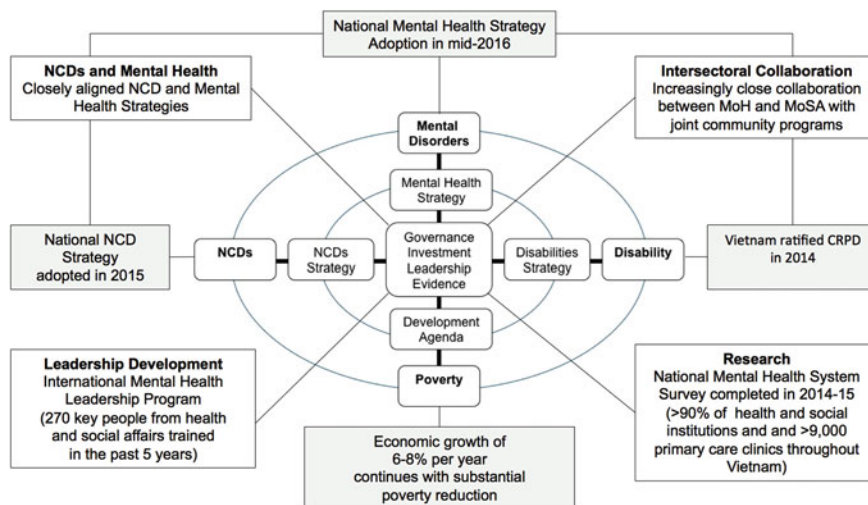 National Mental Health Strategy
Adoption in mid-2016
NCDs and Mental Health
Closely aligned NCD and Mental
Health Strategies
Intersectoral Collaboration
Increasingly close collaboration
between MoH and MoSA with
joint community programs
Mental
Disorders
Mental Health
Strategy
National NCD
Strategy
adopted in 2015
NCDs
NCDs
Strategy
Governance
Investment
Leadership
Evidence
Disabilities
Strategy
Disability
Vietnam ratified CRPD
in 2014
Development
Agenda
Poverty
Leadership Development
International Mental Health
Leadership Program
(270 key people from health
and social affairs trained
in the past 5 years)
Economic growth of
6-8% per year
continues with substantial
poverty reduction
Research
National Mental Health System
Survey completed in 2014-15
(>90% of health and social
institutions and and >9,000
primary care clinics throughout
Vietnam)